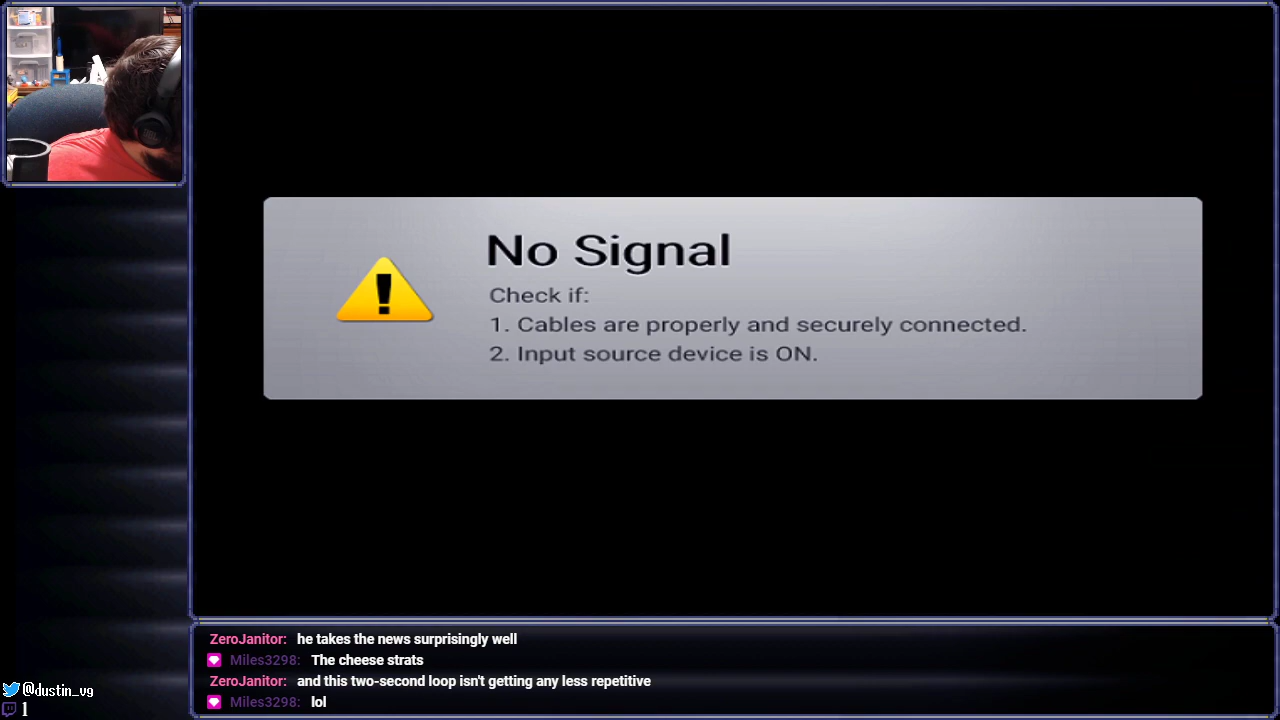 No Signal
Check if:
1. Cables are properly and securely connected.
2. Input source device is ON.
ZeroJanitor: he takes the news surprisingly well
Miles3298: The cheese strats
ZeroJanitor: and this two-second loop isn't getting any less repetitive
Miles3298: lol
@dustin_vg
1